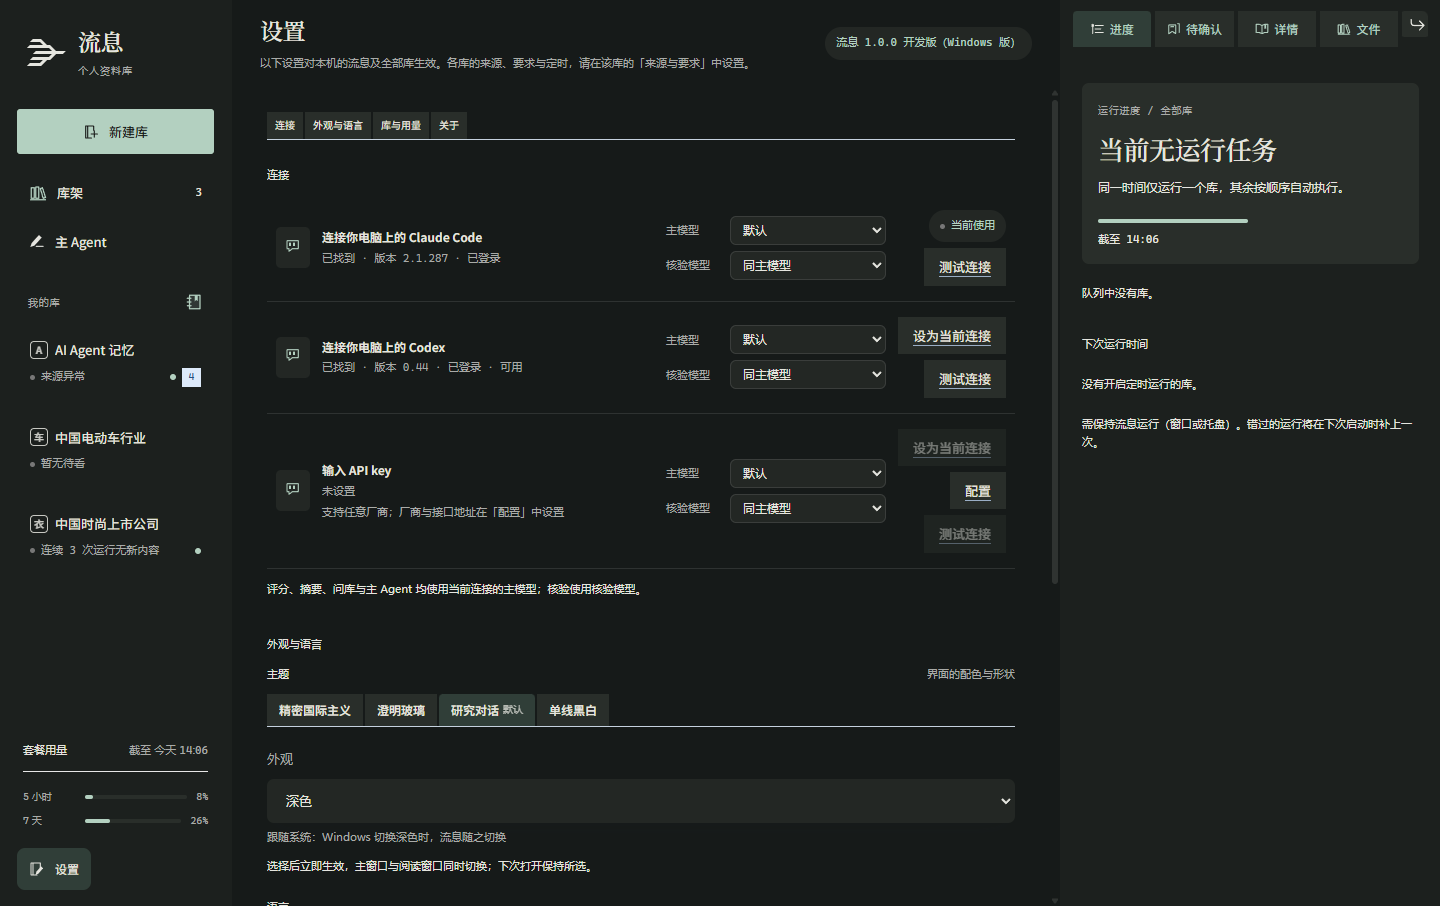 流息
个人资料库
新建库
库架 3
主 Agent
我的库
A AI Agent 记忆
来源异常 4
车 中国电动车行业
暂无待看
衣 中国时尚上市公司
连续 3 次运行无新内容
套餐用量 截至 今天 14:06
5 小时 8%
7 天 26%
设置
设置
以下设置对本机的流息及全部库生效。各库的来源、要求与定时，请在该库的「来源与要求」中设置。
流息 1.0.0 开发版 (Windows 版)
连接 外观与语言 库与用量 关于
连接
连接你电脑上的 Claude Code
已找到 · 版本 2.1.287 · 已登录
主模型 默认
核验模型 同主模型
当前使用
测试连接
连接你电脑上的 Codex
已找到 · 版本 0.44 · 已登录 · 可用
主模型 默认
核验模型 同主模型
设为当前连接
测试连接
输入 API key
未设置
支持任意厂商；厂商与接口地址在「配置」中设置
主模型 默认
核验模型 同主模型
设为当前连接
配置
测试连接
评分、摘要、问库与主 Agent 均使用当前连接的主模型；核验使用核验模型。
外观与语言
主题 界面的配色与形状
精密国际主义 澄明玻璃 研究对话 默认 单线黑白
外观
深色
跟随系统：Windows 切换深色时，流息随之切换
选择后立即生效，主窗口与阅读窗口同时切换；下次打开保持所选。
语言
进度 待确认 详情 文件
运行进度 / 全部库
当前无运行任务
同一时间仅运行一个库，其余按顺序自动执行。
截至 14:06
队列中没有库。
下次运行时间
没有开启定时运行的库。
需保持流息运行（窗口或托盘）。错过的运行将在下次启动时补上一
次。